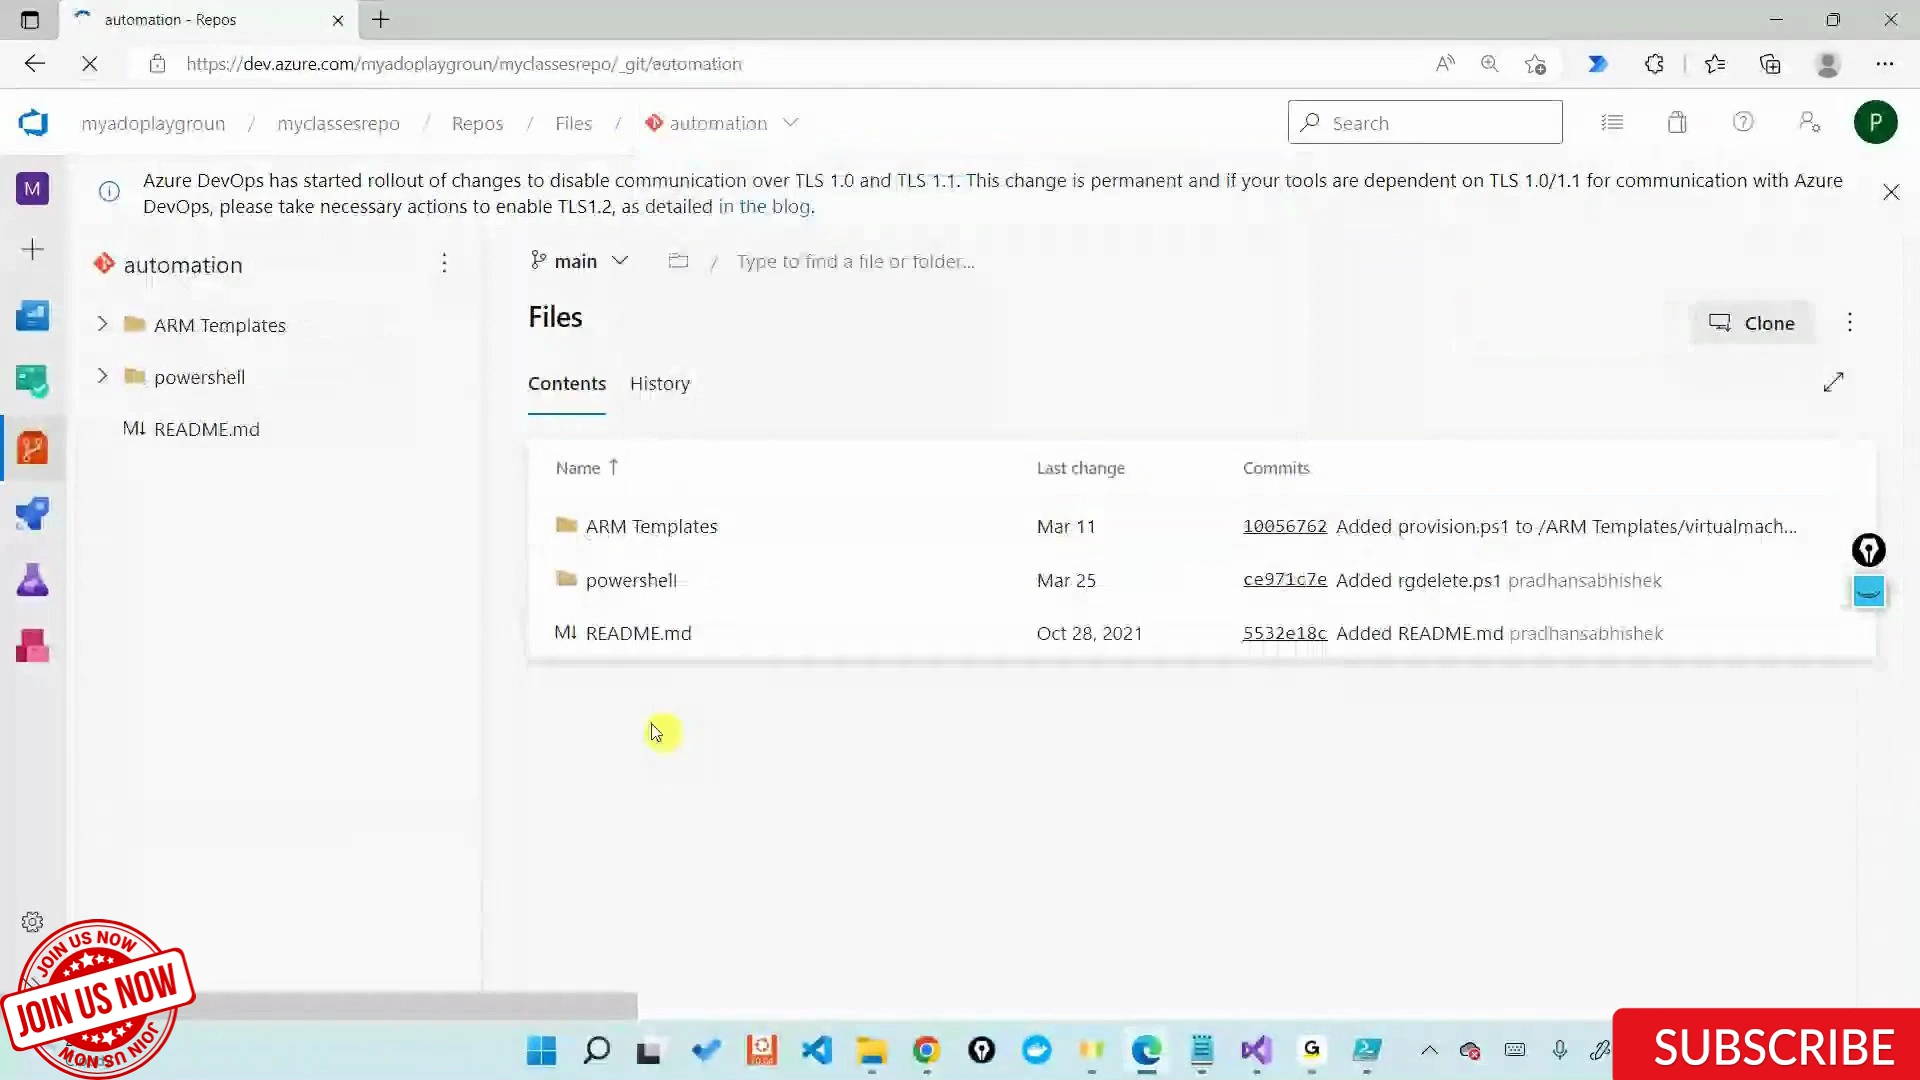 automation - Repos
https://dev.azure.com/myadoplaygroun/myclassesrepo/_git/automation
myadoplaygroun / myclassesrepo / Repos / Files / automation
Search
P
M
Azure DevOps has started rollout of changes to disable communication over TLS 1.0 and TLS 1.1. This change is permanent and if your tools are dependent on TLS 1.0/1.1 for communication with Azure
DevOps, please take necessary actions to enable TLS1.2, as detailed in the blog.
automation
ARM Templates
powershell
M↓ README.md
main / Type to find a file or folder...
Files
Clone
Contents History
Name ↑ Last change Commits
ARM Templates Mar 11 10056762 Added provision.ps1 to /ARM Templates/virtualmach...
powershell Mar 25 ce971c7e Added rgdelete.ps1 pradhansabhishek
M↓ README.md Oct 28, 2021 5532e18c Added README.md pradhansabhishek
JOIN US NOW
JOIN US NOW
JOIN US NOW
SUBSCRIBE